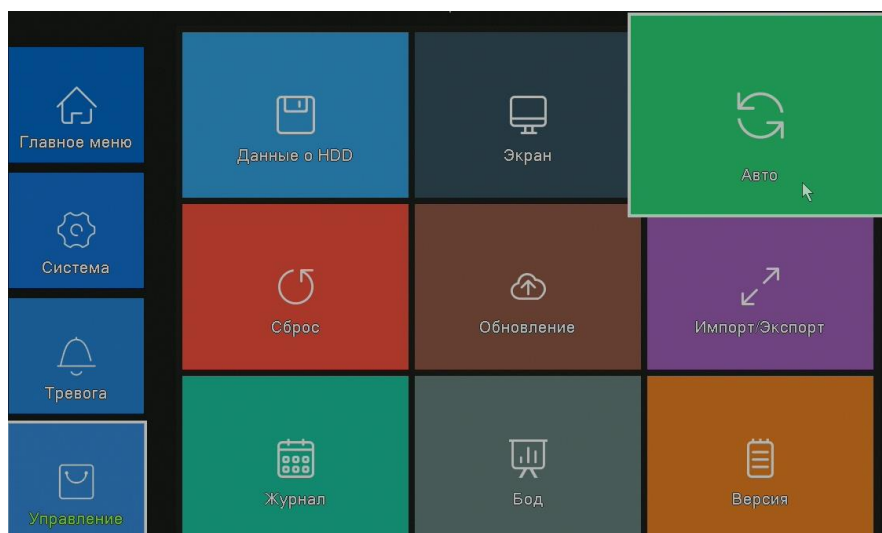 Главное меню
Система
Тревога
Управление
Данные о HDD
Экран
Авто
Сброс
Обновление
Импорт/Экспорт
Журнал
Бод
Версия